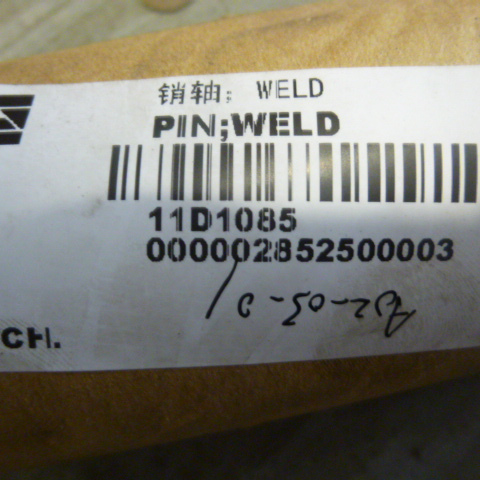 销轴; WELD
PIN;WELD
11D1085
000002852500003
CH.